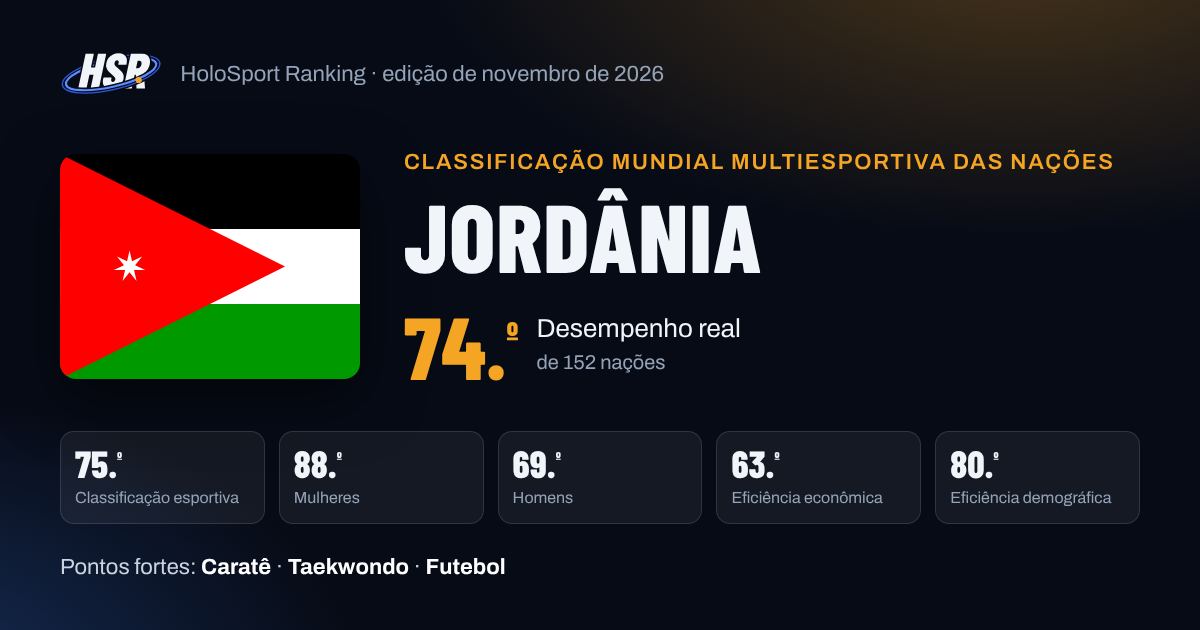 HSR
HoloSport Ranking · edição de novembro de 2026
CLASSIFICAÇÃO MUNDIAL MULTIESPORTIVA DAS NAÇÕES
JORDÂNIA
74.º
Desempenho real
de 152 nações
75.º
Classificação esportiva
88.º
Mulheres
69.º
Homens
63.º
Eficiência econômica
80.º
Eficiência demográfica
Pontos fortes: Caratê · Taekwondo · Futebol